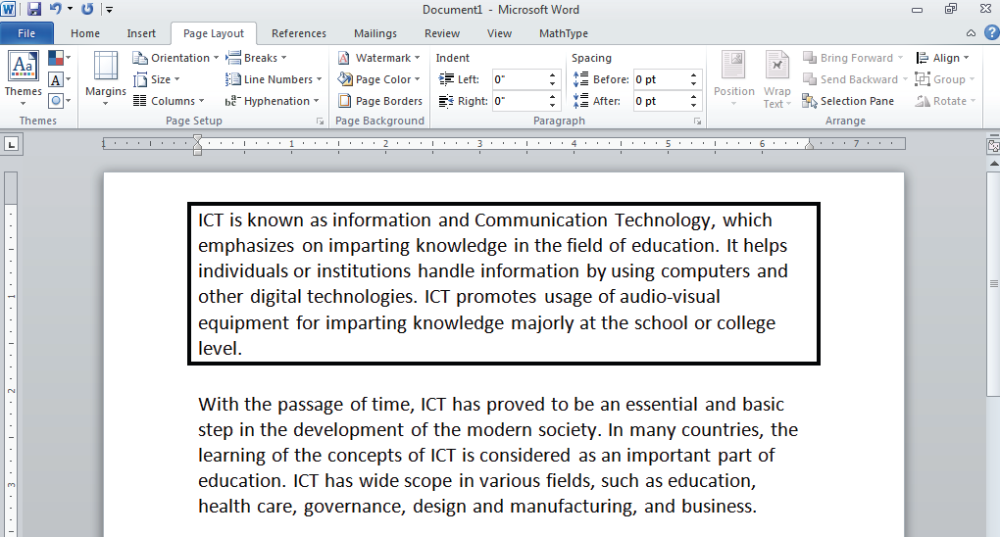 Document1 - Microsoft Word
File Home Insert Page Layout References Mailings Review View MathType
Orientation Breaks Watermark Indent Spacing Bring Forward Align
Themes Margins Size Line Numbers Page Color Left: 0" Before: 0 pt Position Wrap Text Send Backward Group
Columns Hyphenation Page Borders Right: 0" After: 0 pt Selection Pane Rotate
Themes Page Setup Page Background Paragraph Arrange
1 1 2 3 4 5 6 7
ICT is known as information and Communication Technology, which
emphasizes on imparting knowledge in the field of education. It helps
individuals or institutions handle information by using computers and
other digital technologies. ICT promotes usage of audio-visual
equipment for imparting knowledge majorly at the school or college
level.
With the passage of time, ICT has proved to be an essential and basic
step in the development of the modern society. In many countries, the
learning of the concepts of ICT is considered as an important part of
education. ICT has wide scope in various fields, such as education,
health care, governance, design and manufacturing, and business.
1
2
3